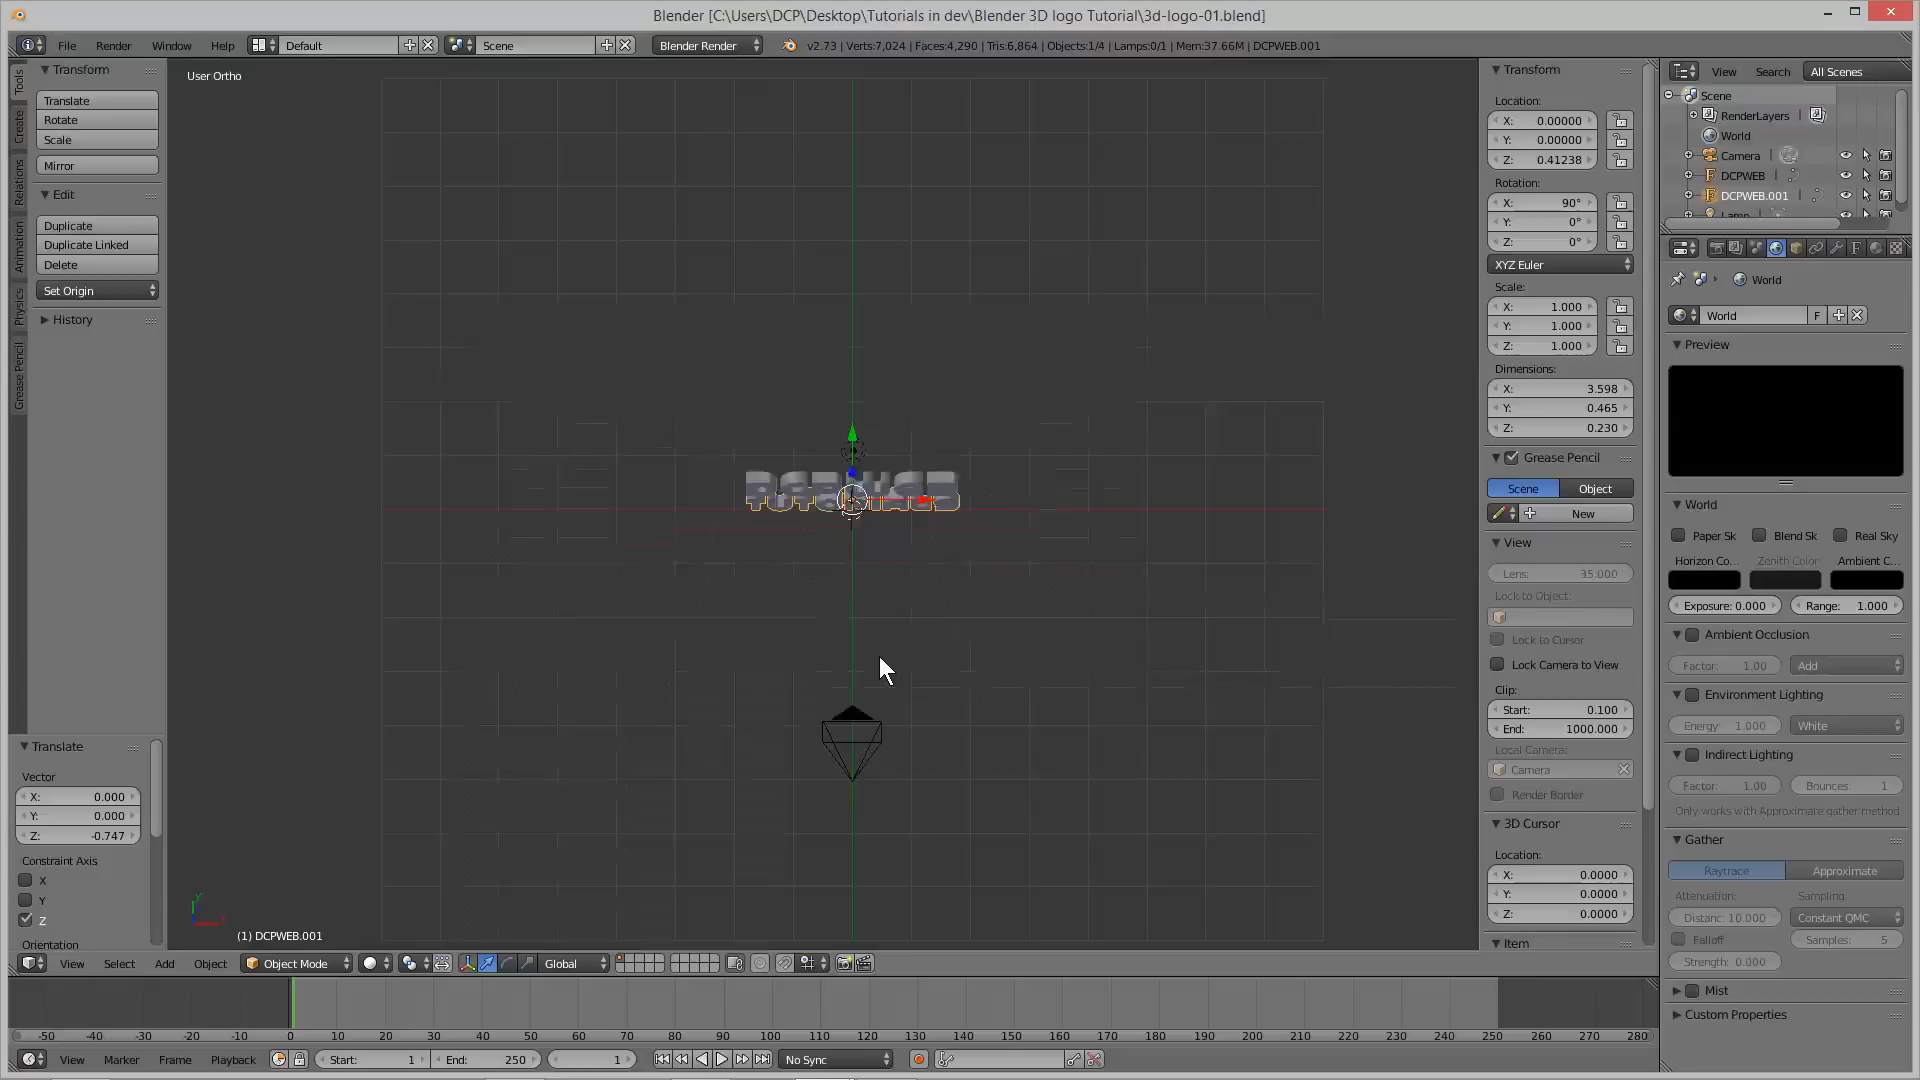 Blender [C:\Users\DCP\Desktop\Tutorials in dev\Blender 3D logo Tutorial\3d-logo-01.blend]
File Render Window Help Default Scene Blender Render v2.73 | Verts:7,024 | Faces:4,290 | Tris:6,864 | Objects:1/4 | Lamps:0/1 | Mem:37.66M | DCPWEB.001
Tools
Create
Relations
Animation
Physics
Grease Pencil
Transform
Translate
Rotate
Scale
Mirror
Edit
Duplicate
Duplicate Linked
Delete
Set Origin
History
Translate
Vector
X: 0.000
Y: 0.000
Z: -0.747
Constraint Axis
X
Y
Z
Orientation
User Ortho
(1) DCPWEB.001
Transform
Location:
X: 0.00000
Y: 0.00000
Z: 0.41238
Rotation:
X: 90°
Y: 0°
Z: 0°
XYZ Euler
Scale:
X: 1.000
Y: 1.000
Z: 1.000
Dimensions:
X: 3.598
Y: 0.465
Z: 0.230
Grease Pencil
Scene Object
New
View
Lens: 35.000
Lock to Object:
Lock to Cursor
Lock Camera to View
Clip:
Start: 0.100
End: 1000.000
Local Camera:
Camera
Render Border
3D Cursor
Location:
X: 0.0000
Y: 0.0000
Z: 0.0000
Item
View Search All Scenes
Scene
RenderLayers
World
Camera
DCPWEB
DCPWEB.001
Lamp
World
World F
Preview
World
Paper Sk Blend Sk Real Sky
Horizon Co... Zenith Color: Ambient C...
Exposure: 0.000 Range: 1.000
Ambient Occlusion
Factor: 1.00 Add
Environment Lighting
Energy: 1.000 White
Indirect Lighting
Factor: 1.00 Bounces: 1
Only works with Approximate gather method
Gather
Raytrace Approximate
Attenuation: Sampling:
Distanc: 10.000 Constant QMC
Falloff Samples: 5
Strength: 0.000
Mist
Custom Properties
View Select Add Object Object Mode Global
-50 -40 -30 -20 -10 0 10 20 30 40 50 60 70 80 90 100 110 120 130 140 150 160 170 180 190 200 210 220 230 240 250 260 270 280
View Marker Frame Playback Start: 1 End: 250 1 No Sync